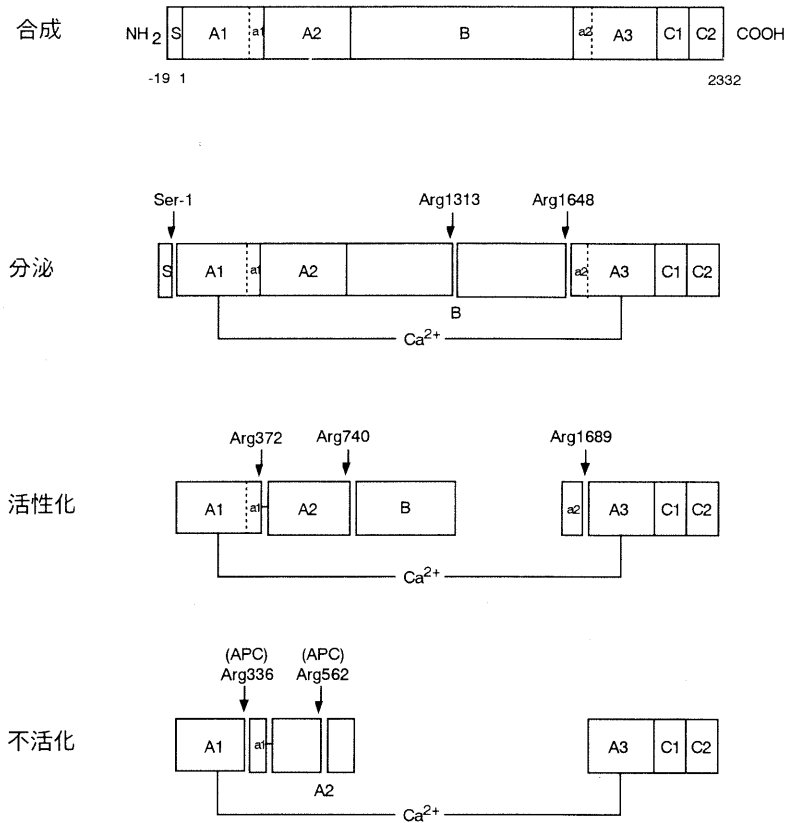 合成
NH2 S A1 a1 A2 B a2 A3 C1 C2 COOH
-19 1 2332
Ser-1 Arg1313 Arg1648
分泌
S A1 a1 A2 a2 A3 C1 C2
B
Ca2+
Arg372 Arg740 Arg1689
活性化
A1 a1 A2 B a2 A3 C1 C2
Ca2+
(APC) (APC)
Arg336 Arg562
不活化
A1 a1 A3 C1 C2
A2
Ca2+